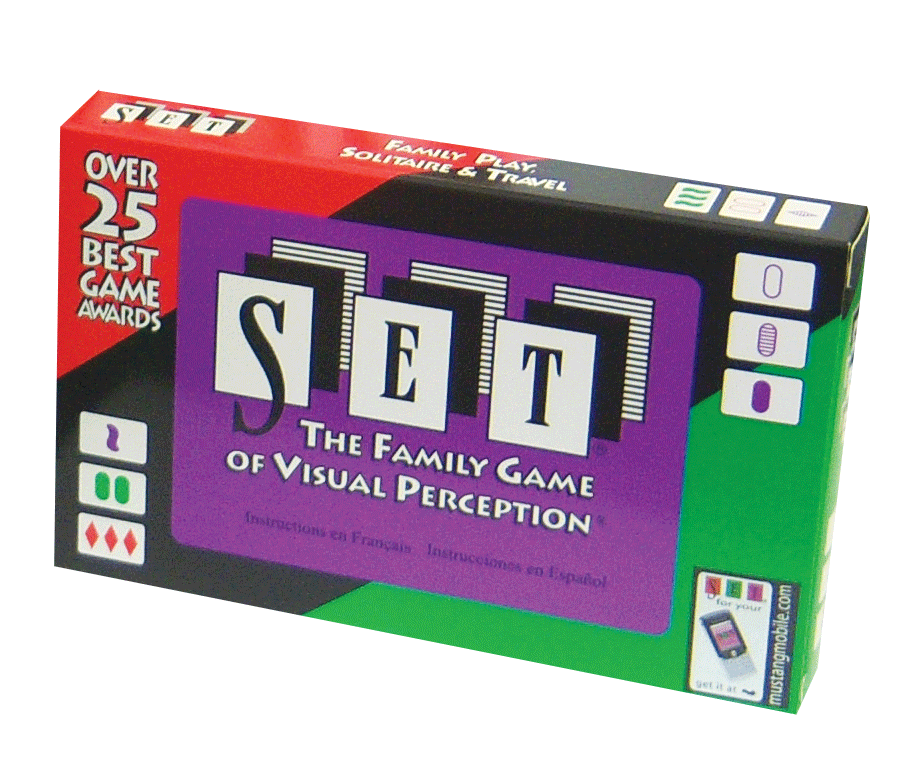 SET
FAMILY PLAY,
SOLITAIRE & TRAVEL
OVER
25
BEST
GAME
AWARDS
SET®
THE FAMILY GAME
OF VISUAL PERCEPTION®
Instructions en Français Instrucciones en Español
SET
for your
get it at
mustangmobile.com